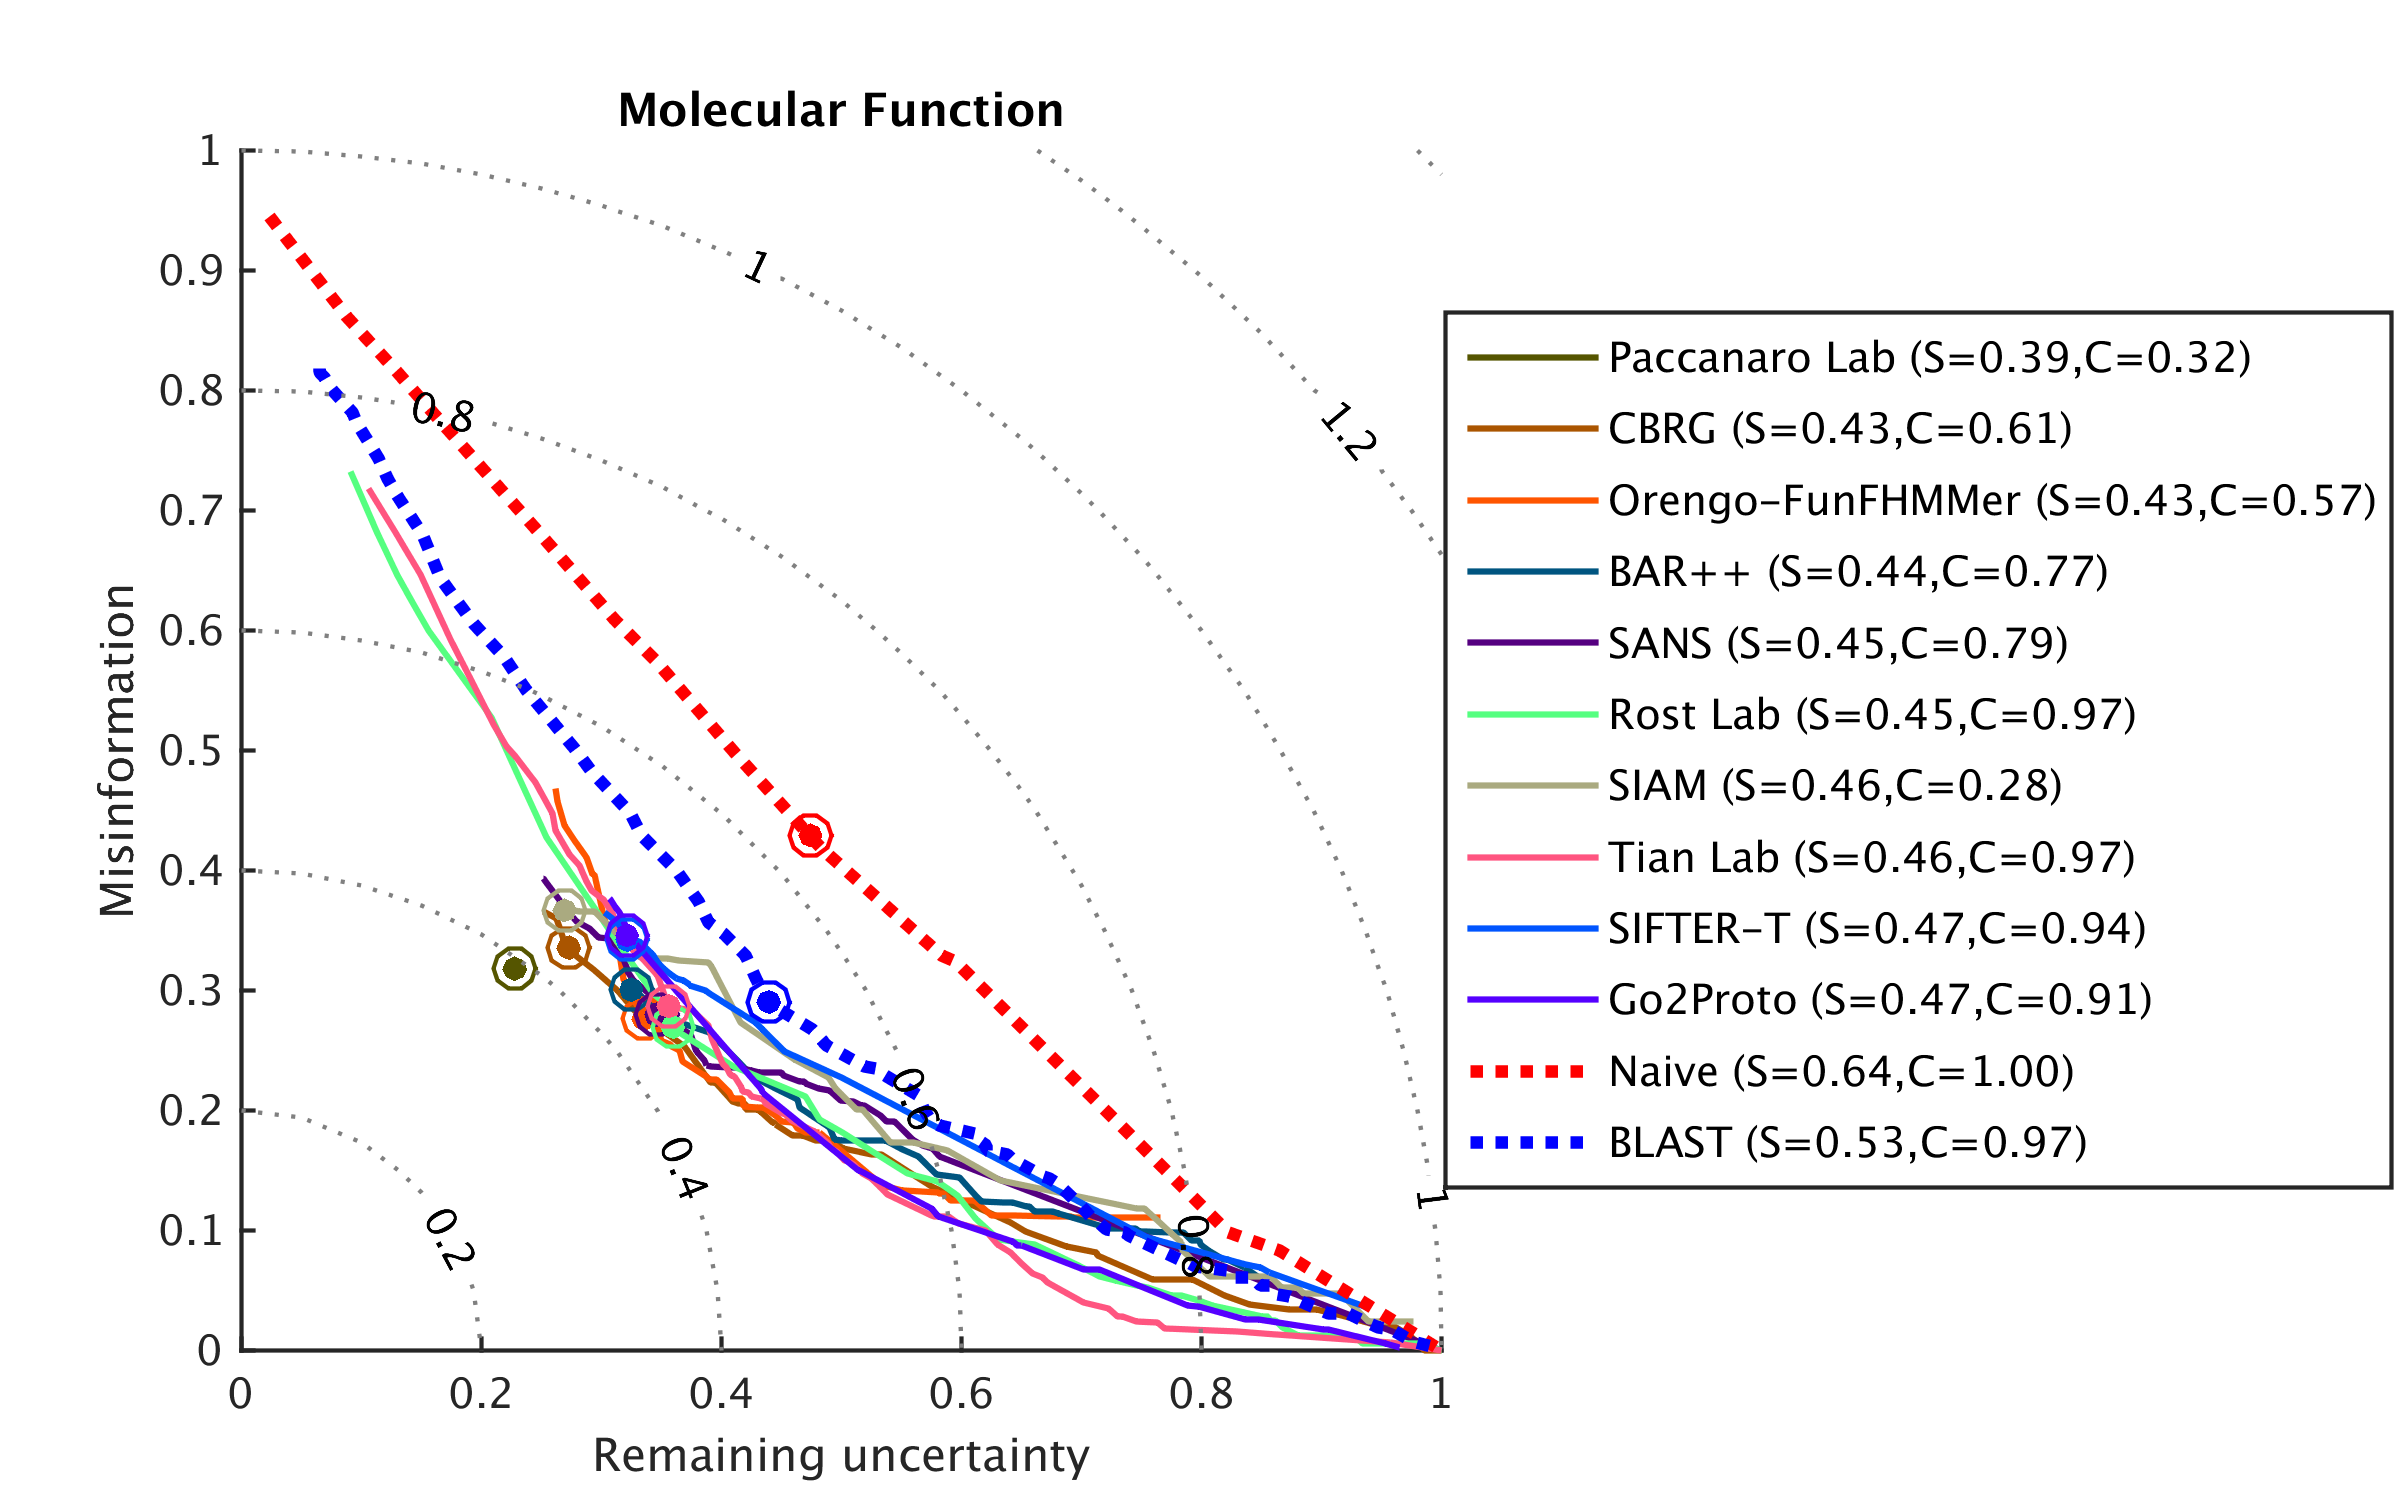 Molecular Function
1
0.9
0.8
0.7
0.6
0.5
0.4
0.3
0.2
0.1
0
Misinformation
0 0.2 0.4 0.6 0.8 1
Remaining uncertainty
1
0.8
1.2
0.6
0.4
0.2
0.8
1
Paccanaro Lab (S=0.39,C=0.32)
CBRG (S=0.43,C=0.61)
Orengo-FunFHMMer (S=0.43,C=0.57)
BAR++ (S=0.44,C=0.77)
SANS (S=0.45,C=0.79)
Rost Lab (S=0.45,C=0.97)
SIAM (S=0.46,C=0.28)
Tian Lab (S=0.46,C=0.97)
SIFTER-T (S=0.47,C=0.94)
Go2Proto (S=0.47,C=0.91)
Naive (S=0.64,C=1.00)
BLAST (S=0.53,C=0.97)